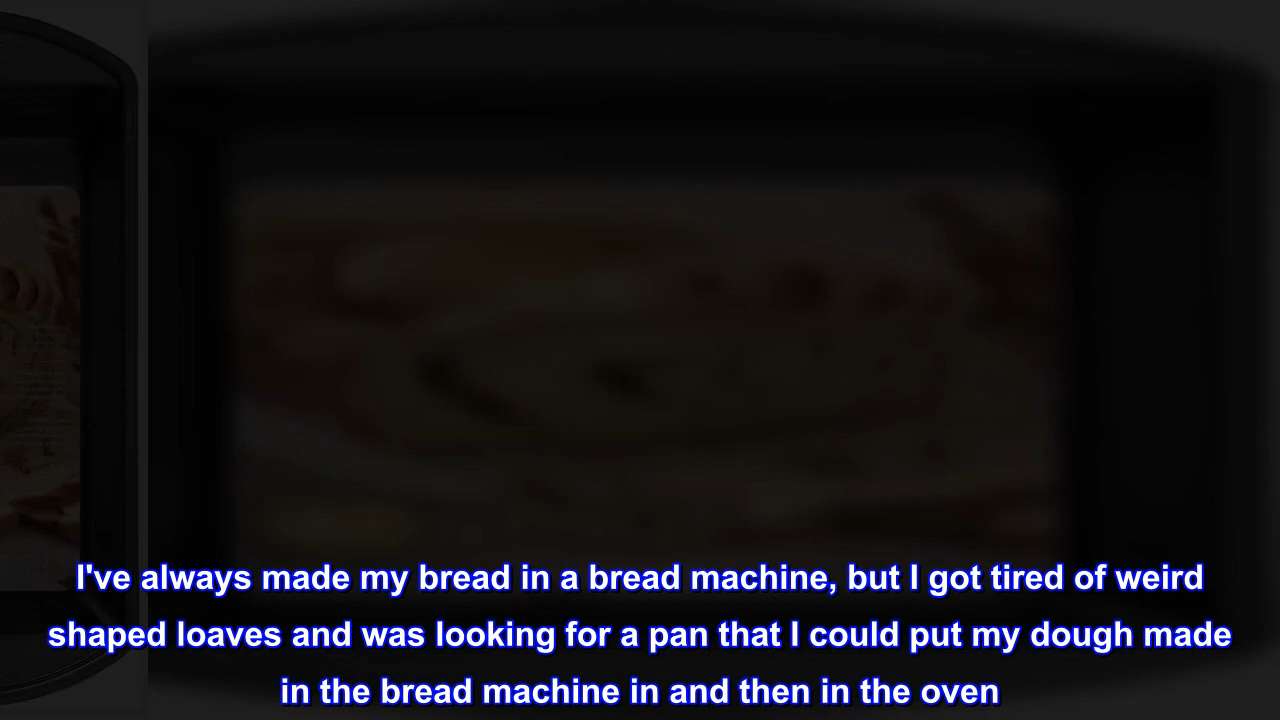 I've always made my bread in a bread machine, but I got tired of weird
shaped loaves and was looking for a pan that I could put my dough made
in the bread machine in and then in the oven